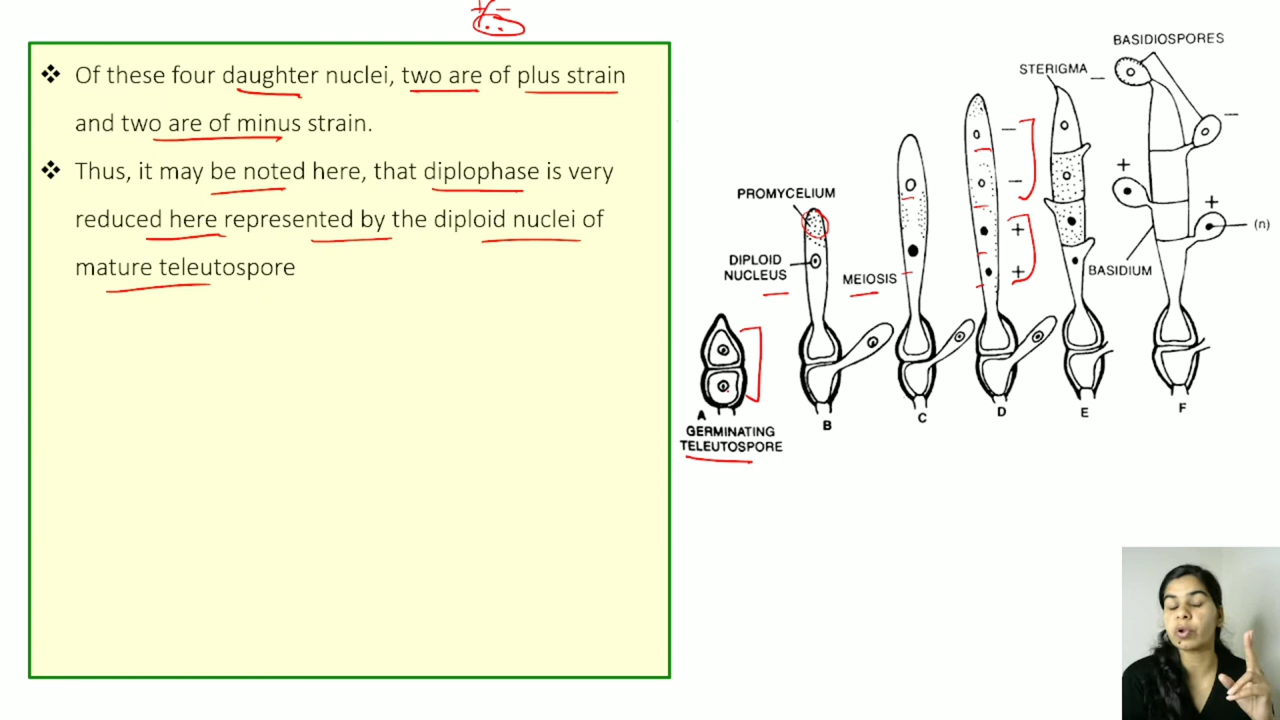 + -
❖ Of these four daughter nuclei, two are of plus strain
and two are of minus strain.
❖ Thus, it may be noted here, that diplophase is very
reduced here represented by the diploid nuclei of
mature teleutospore
BASIDIOSPORES
STERIGMA
PROMYCELIUM
DIPLOID
NUCLEUS
MEIOSIS
BASIDIUM
− − + +
− − + +
(n)
A
GERMINATING
TELEUTOSPORE
B
C
D
E
F